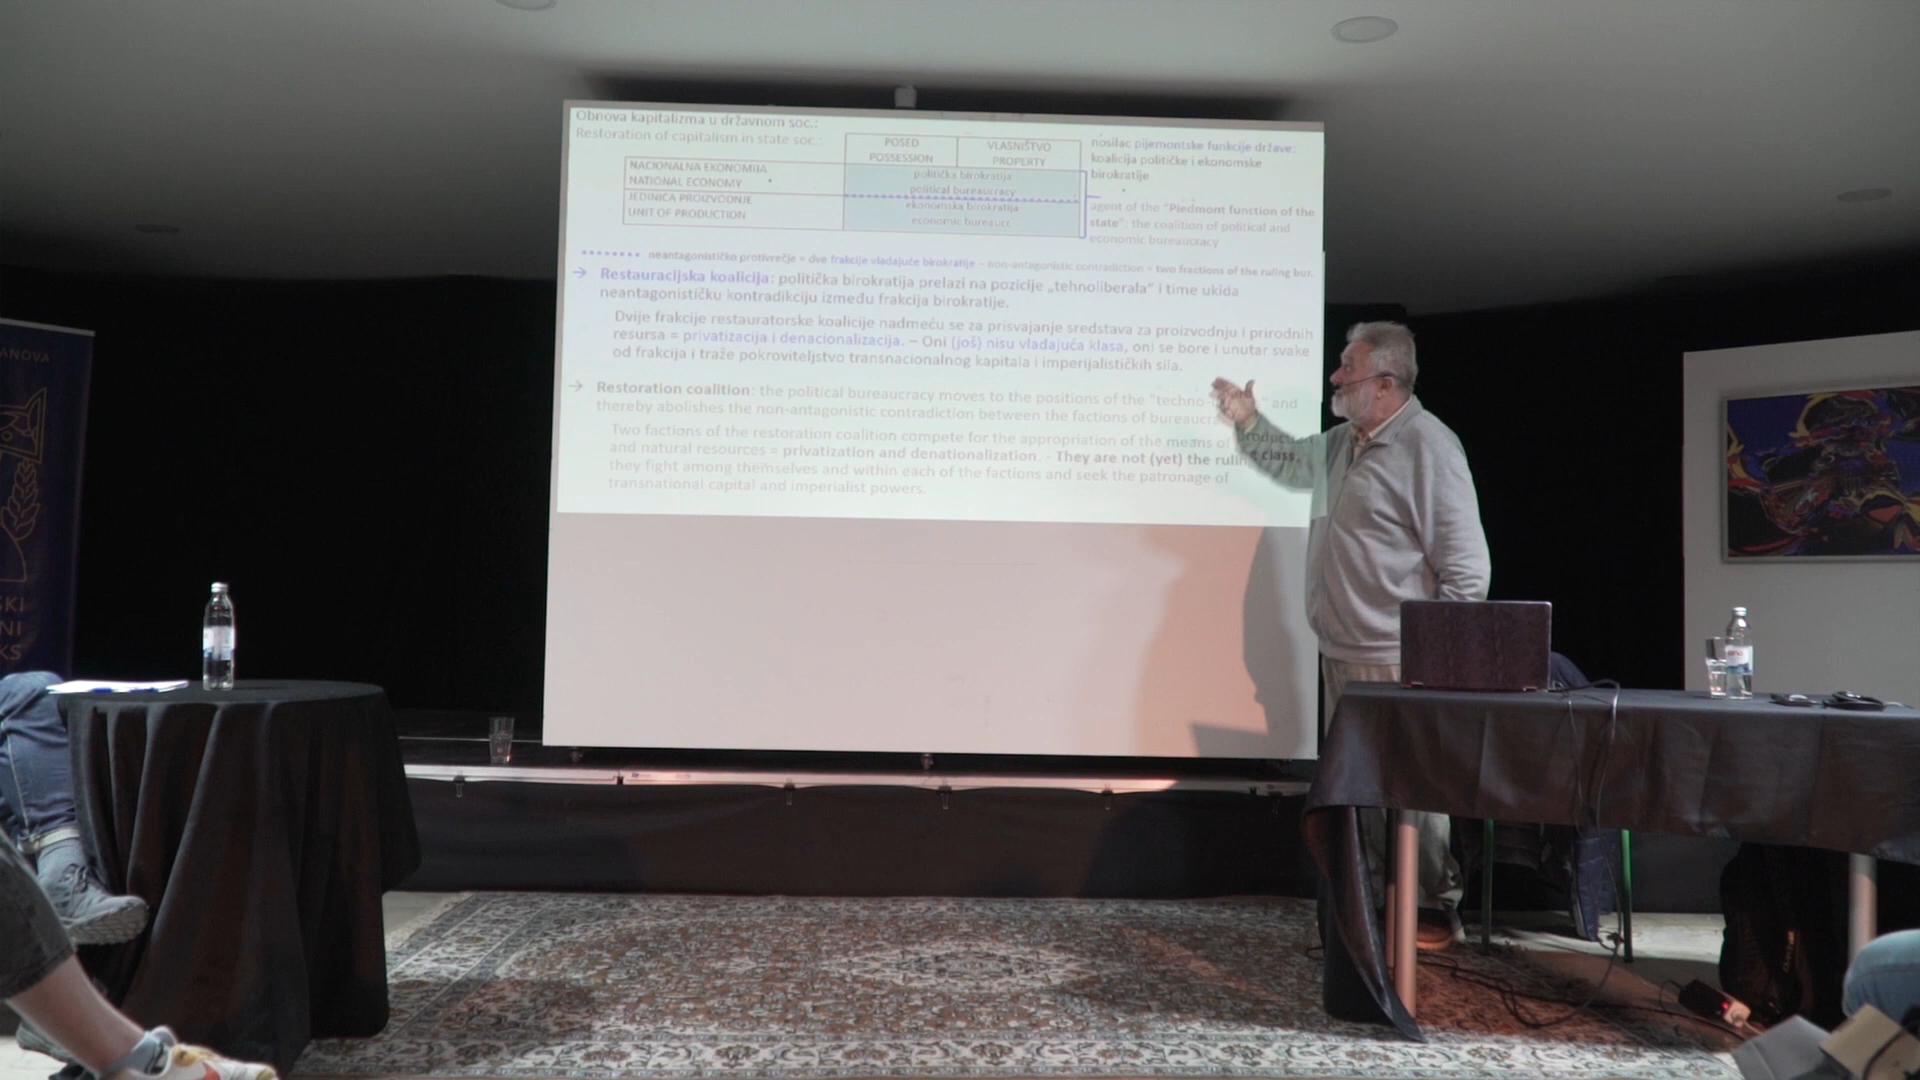 Obnova kapitalizma u državnom soc.:
Restoration of capitalism in state soc.:
POSED
POSSESSION
VLASNIŠTVO
PROPERTY
NACIONALNA EKONOMIJA
NATIONAL ECONOMY
politička birokratija
political bureaucracy
JEDINICA PROIZVODNJE
UNIT OF PRODUCTION
ekonomska birokratija
economic bureaucc
nosilac pijemontske funkcije države:
koalicija političke i ekonomske
birokratije
agent of the "Piedmont function of the
state": the coalition of political and
economic bureaucracy
neantagonističko protivrečje = dve frakcije vladajuće birokratije – non-antagonistic contradiction = two fractions of the ruling bur.
→ Restauracijska koalicija: politička birokratija prelazi na pozicije „tehnoliberala“ i time ukida
neantagonističku kontradikciju između frakcija birokratije.
Dvije frakcije restauratorske koalicije nadmeću se za prisvajanje sredstava za proizvodnju i prirodnih
resursa = privatizacija i denacionalizacija. – Oni (još) nisu vladajuća klasa, oni se bore i unutar svake
od frakcija i traže pokroviteljstvo transnacionalnog kapitala i imperijalističkih sila.
→ Restoration coalition: the political bureaucracy moves to the positions of the "techno- and
thereby abolishes the non-antagonistic contradiction between the factions of
Two factions of the restoration coalition compete for the appropriation of the means of
and natural resources = privatization and denationalization. - They are not (yet) the ruling class,
they fight among themselves and within each of the factions and seek the patronage of
transnational capital and imperialist powers.
ANOVA
SKI
NI
KS